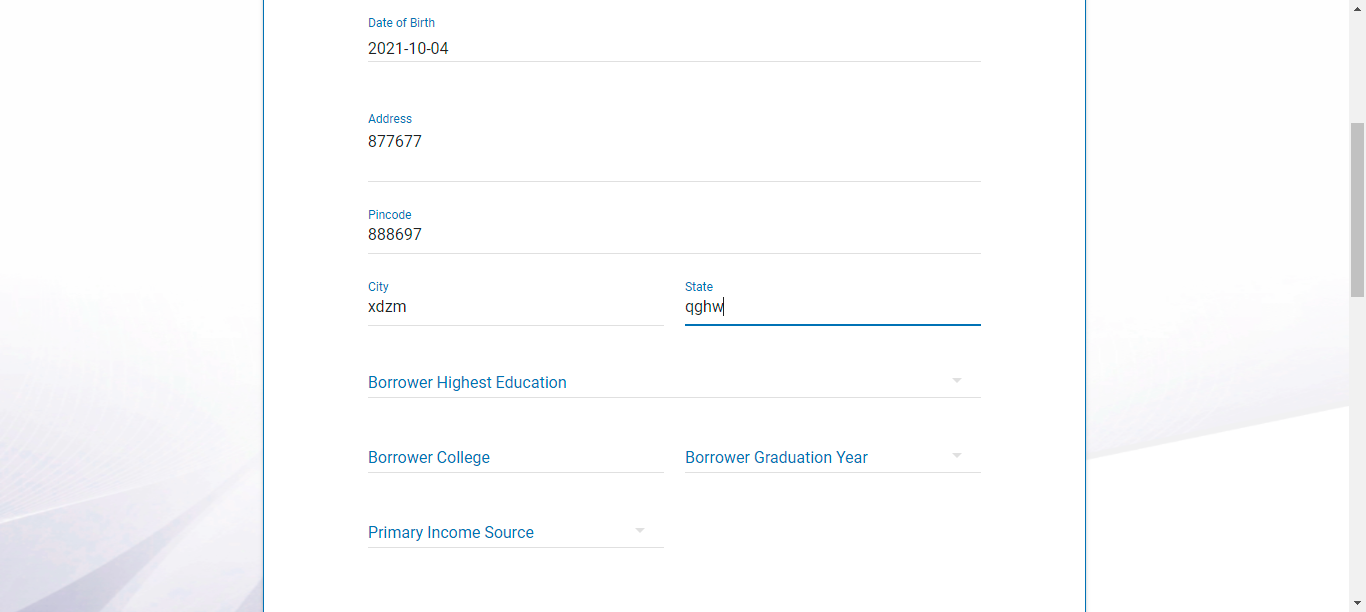 Date of Birth
2021-10-04
Address
877677
Pincode
888697
City State
xdzm qghw
Borrower Highest Education
Borrower College Borrower Graduation Year
Primary Income Source